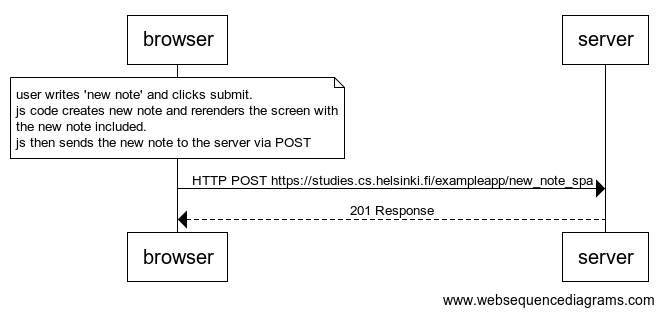 browser
server
user writes 'new note' and clicks submit.
js code creates new note and rerenders the screen with
the new note included.
js then sends the new note to the server via POST
HTTP POST https://studies.cs.helsinki.fi/exampleapp/new_note_spa
201 Response
browser
server
www.websequencediagrams.com